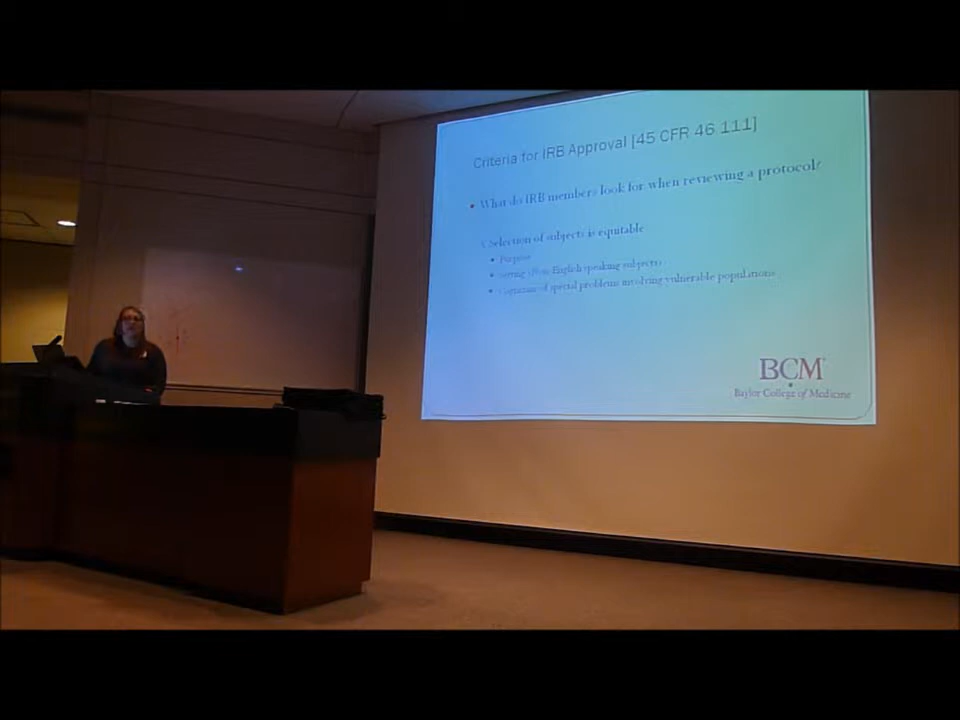 Criteria for IRB Approval [45 CFR 46 111]
What do IRB members look for when reviewing a protocol?
Selection of subjects is equitable
Purpose
Setting (Non-English speaking subjects)
Cognizant of special problems involving vulnerable populations
BCM
Baylor College of Medicine